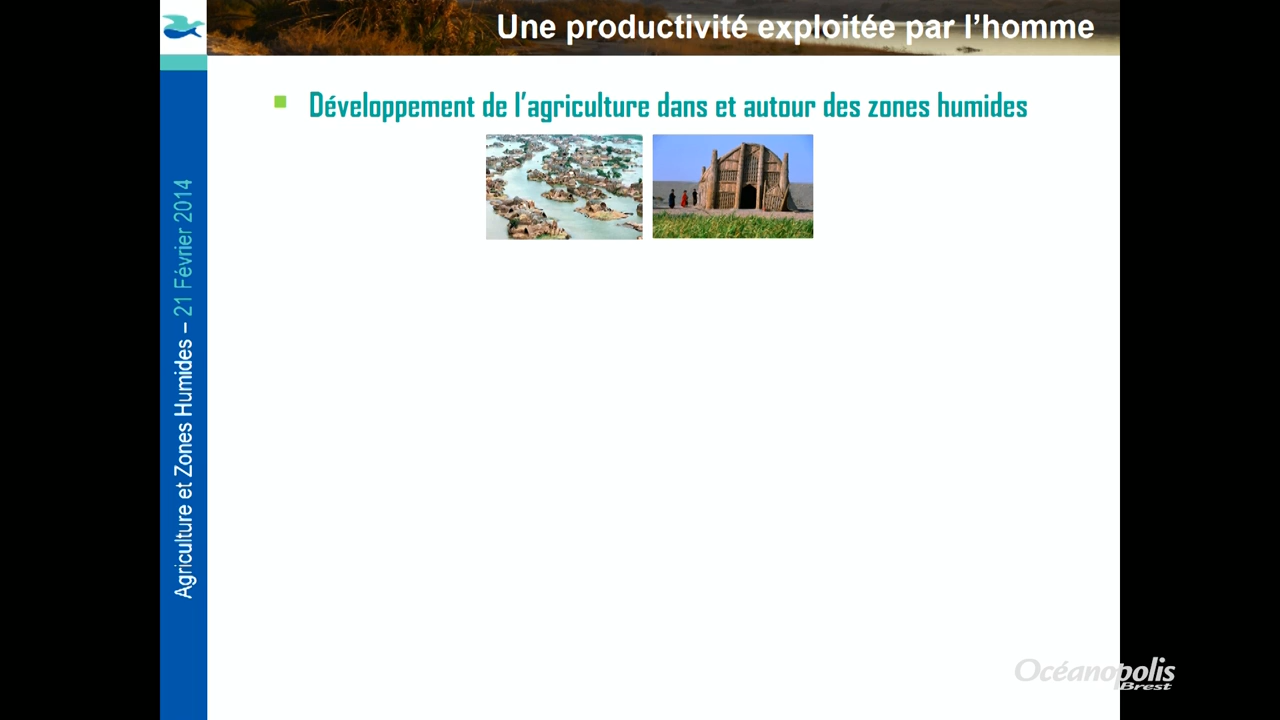 Une productivité exploitée par l'homme
Développement de l'agriculture dans et autour des zones humides
Agriculture et Zones Humides – 21 Février 2014
Océanopolis
Brest